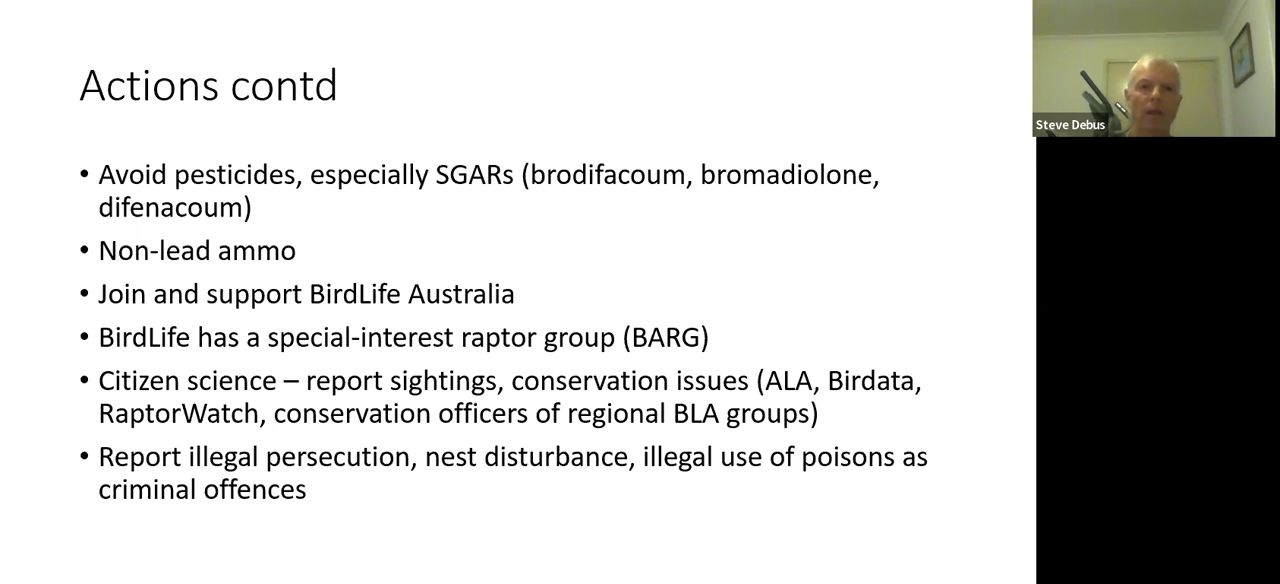 Actions contd
• Avoid pesticides, especially SGARs (brodifacoum, bromadiolone,
difenacoum)
• Non-lead ammo
• Join and support BirdLife Australia
• BirdLife has a special-interest raptor group (BARG)
• Citizen science – report sightings, conservation issues (ALA, Birdata,
RaptorWatch, conservation officers of regional BLA groups)
• Report illegal persecution, nest disturbance, illegal use of poisons as
criminal offences
Steve Debus